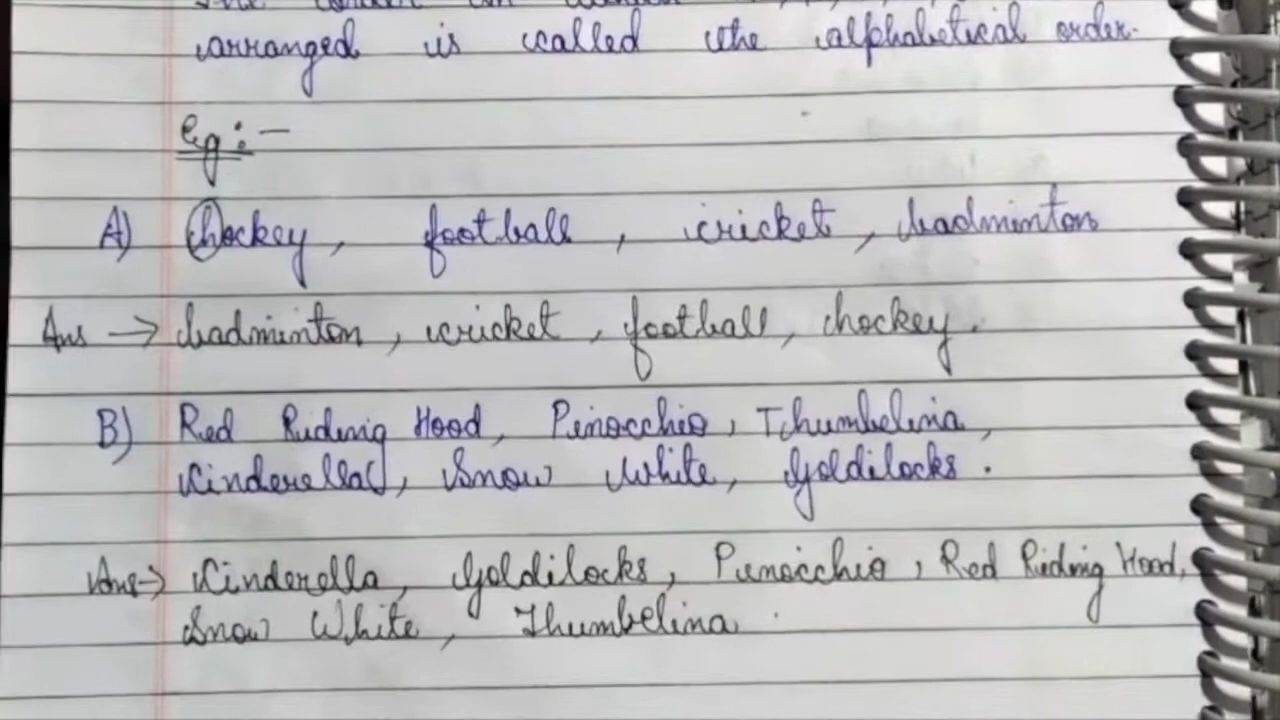 arranged is called the alphabetical order.
eg:-
A) hockey, football, cricket, badminton
Ans → badminton, cricket, football, hockey.
B) Red Riding Hood, Pinocchio, Thumbelina,
Cinderella, Snow White, Goldilocks.
Ans → Cinderella, Goldilocks, Pinocchio, Red Riding Hood,
Snow White, Thumbelina.